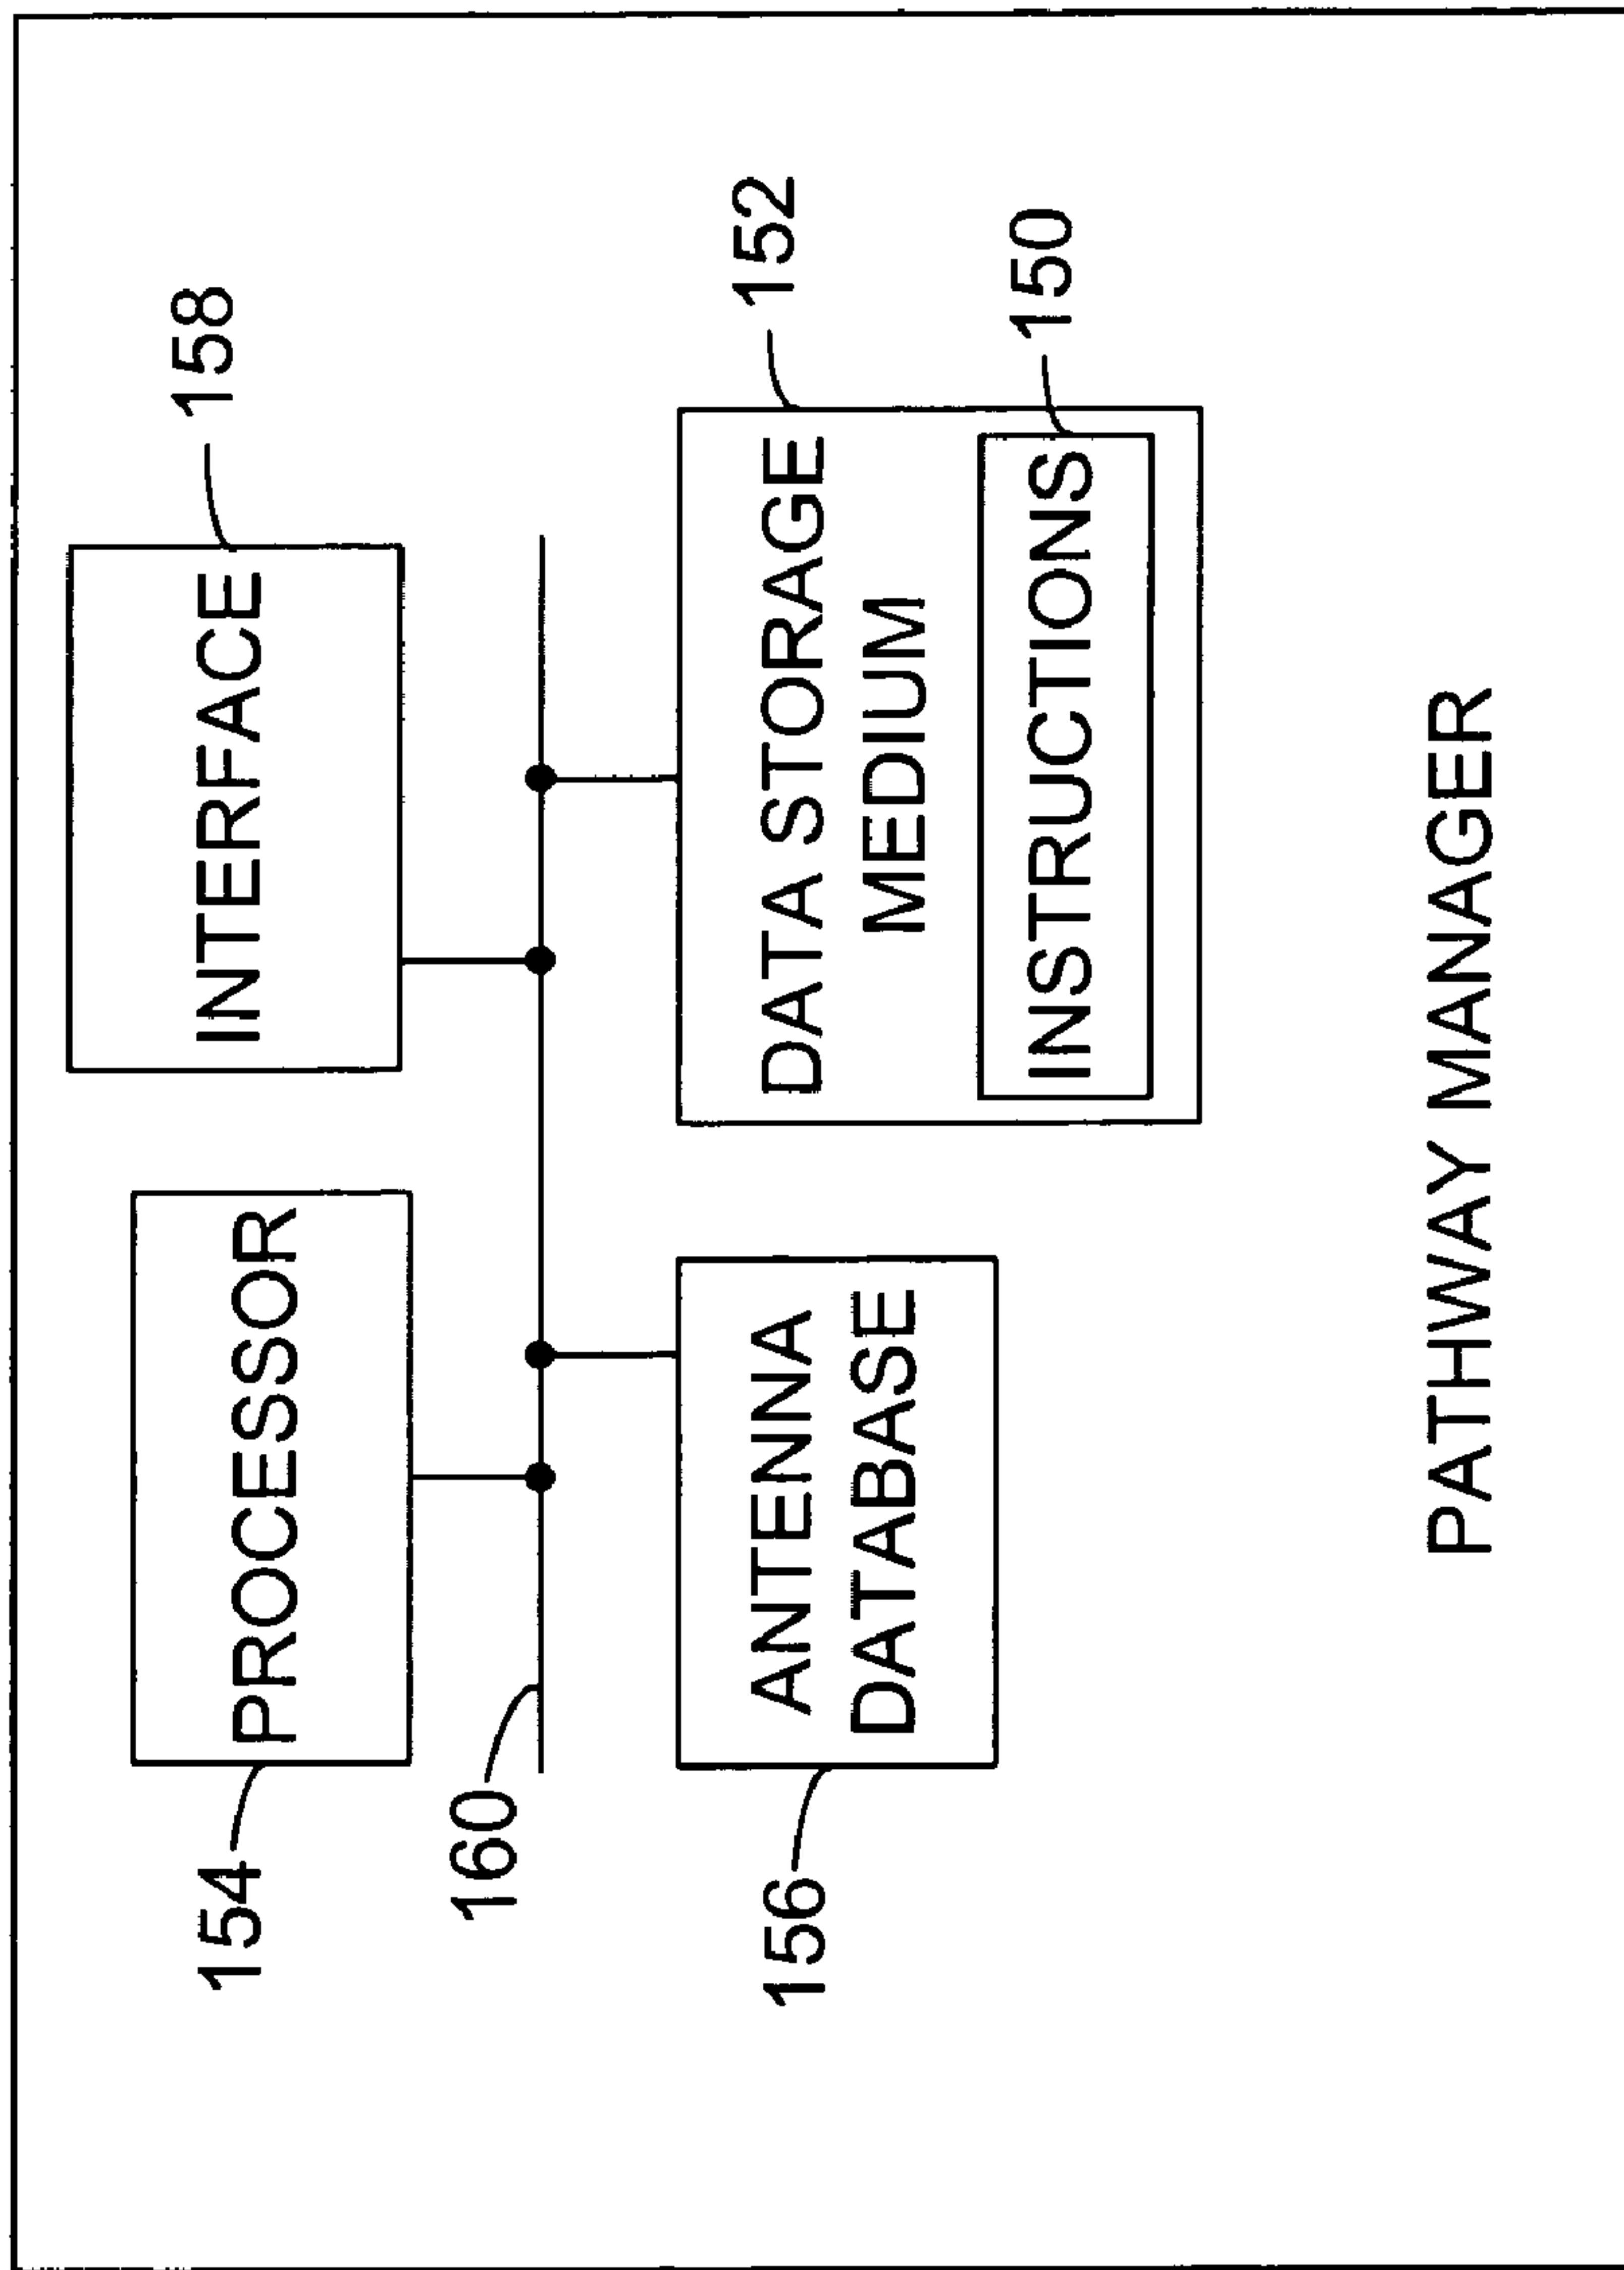 154
PROCESSOR
INTERFACE
158
160
156
ANTENNA
DATABASE
DATA STORAGE
MEDIUM
152
INSTRUCTIONS
150
PATHWAY MANAGER